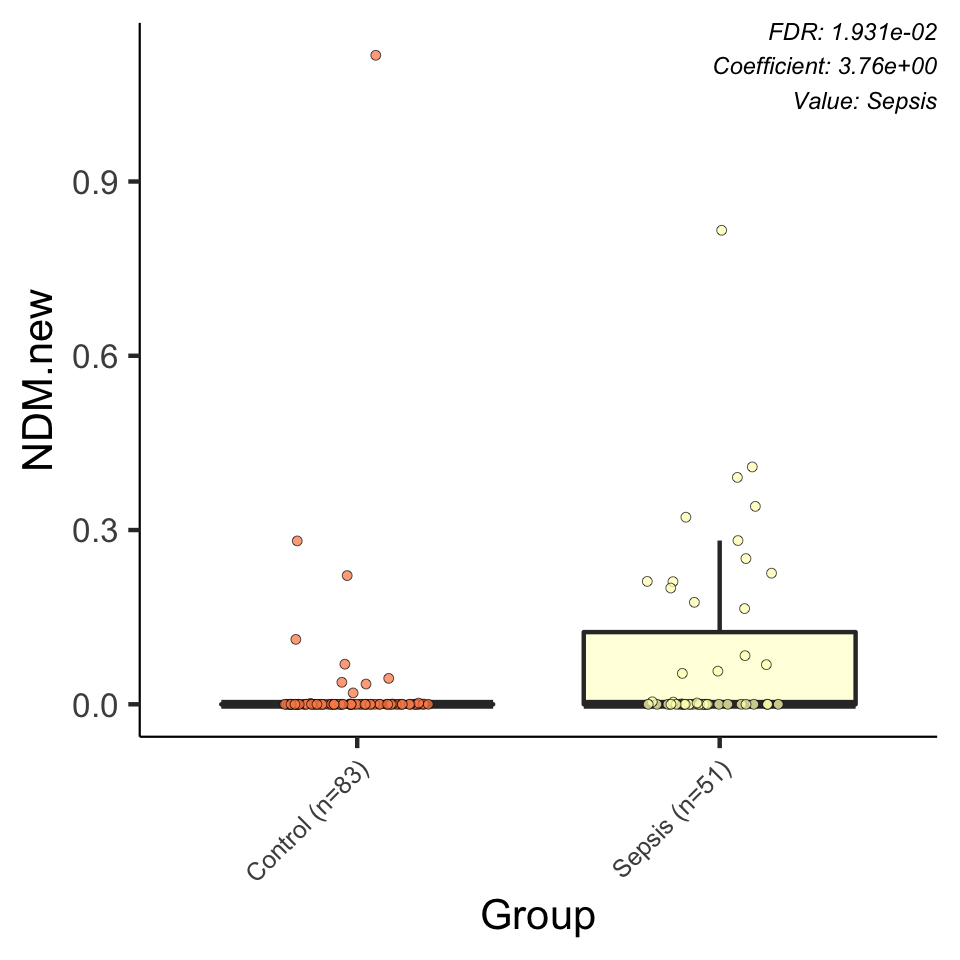 FDR: 1.931e-02
Coefficient: 3.76e+00
Value: Sepsis
NDM.new
0.9
0.6
0.3
0.0
Control (n=83)
Sepsis (n=51)
Group